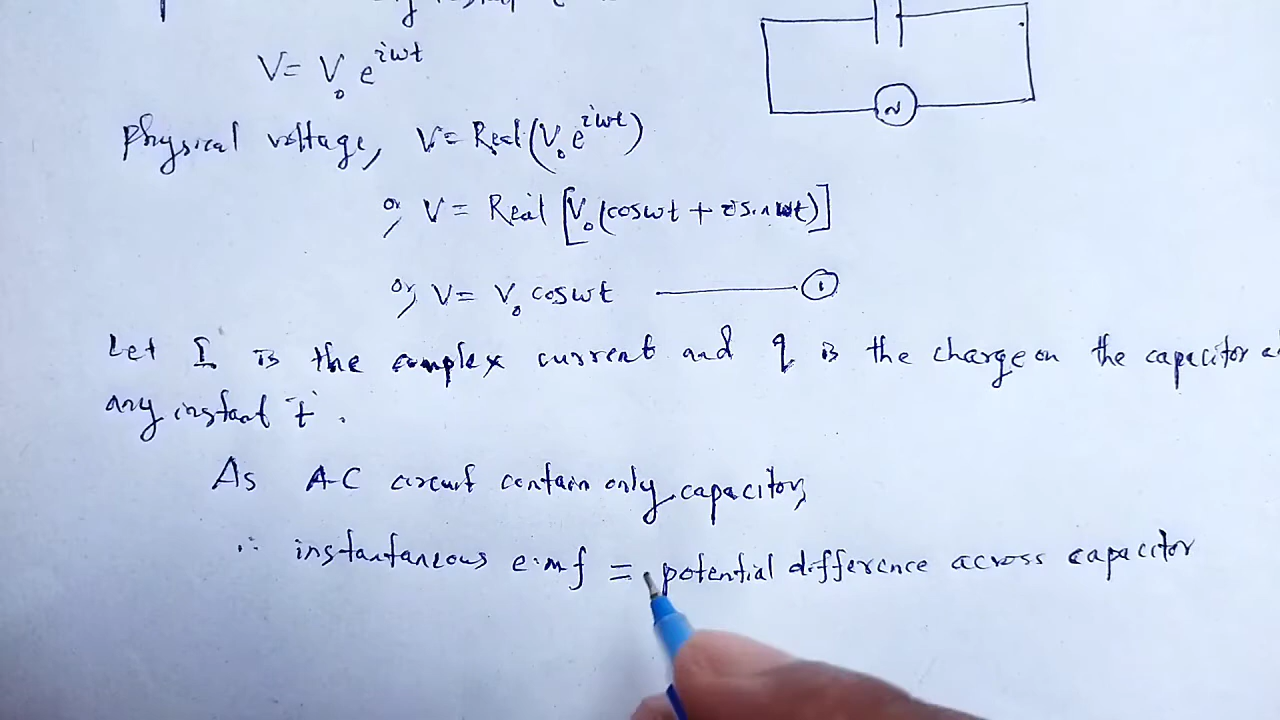 V = V₀ e^{iωt}
Physical voltage, V = Real(V₀ e^{iωt})
or, V = Real [V₀(cosωt + i sin ωt)]
or, V = V₀ cosωt ——— ①
~
Let I is the complex current and q is the charge on the capacitor
any instant 't'.
As A-C circuit contain only capacitor,
∴ instantaneous e.m.f = potential difference across capacitor